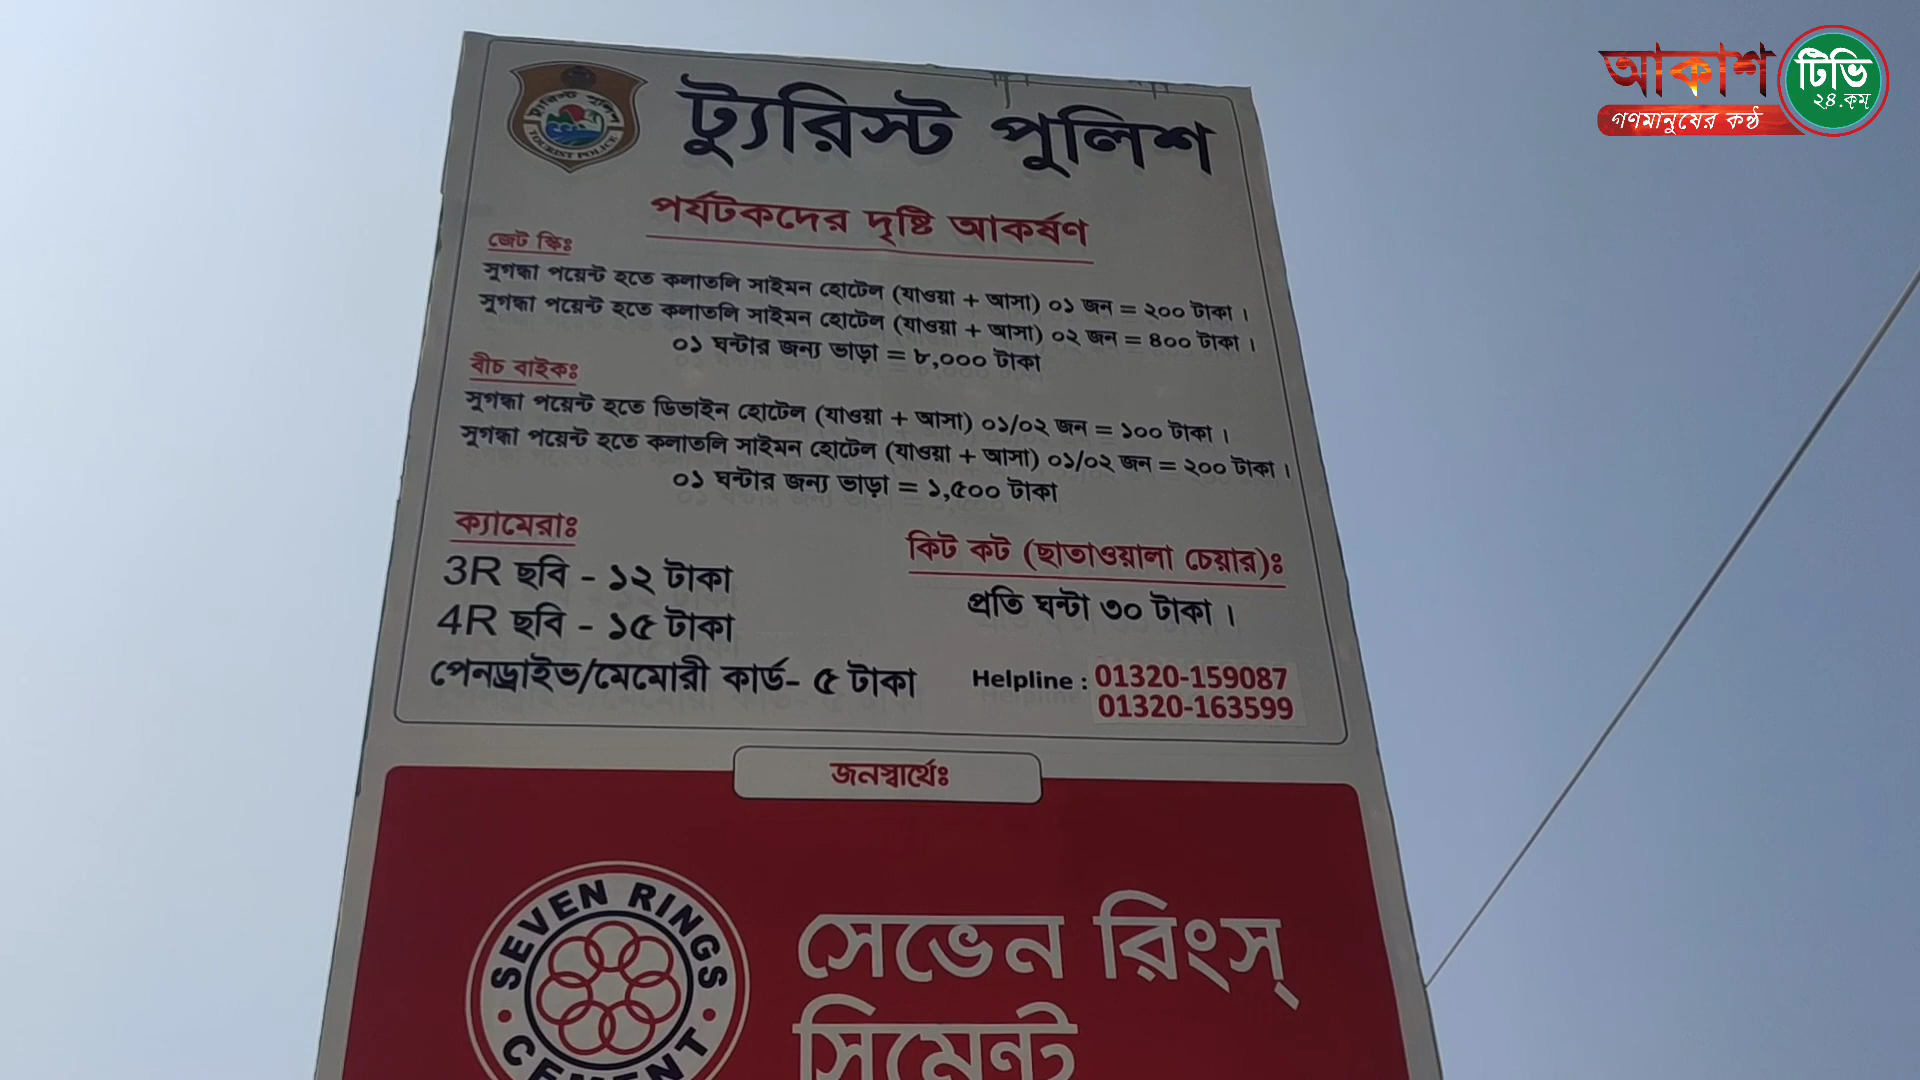 আকাশ টিভি
২৪.কম
গণমানুষের কন্ঠ
ট্যুরিস্ট পুলিশ
TOURIST POLICE
ট্যুরিস্ট পুলিশ
পর্যটকদের দৃষ্টি আকর্ষণ
জেট স্কিঃ
সুগন্ধা পয়েন্ট হতে কলাতলি সাইমন হোটেল (যাওয়া + আসা) ০১ জন = ২০০ টাকা ।
সুগন্ধা পয়েন্ট হতে কলাতলি সাইমন হোটেল (যাওয়া + আসা) ০২ জন = ৪০০ টাকা ।
০১ ঘন্টার জন্য ভাড়া = ৮,০০০ টাকা
বীচ বাইকঃ
সুগন্ধা পয়েন্ট হতে ডিভাইন হোটেল (যাওয়া + আসা) ০১/০২ জন = ১০০ টাকা ।
সুগন্ধা পয়েন্ট হতে কলাতলি সাইমন হোটেল (যাওয়া + আসা) ০১/০২ জন = ২০০ টাকা ।
০১ ঘন্টার জন্য ভাড়া = ১,৫০০ টাকা
ক্যামেরাঃ
3R ছবি - ১২ টাকা
4R ছবি - ১৫ টাকা
পেনড্রাইভ/মেমোরী কার্ড- ৫ টাকা
কিট কট (ছাতাওয়ালা চেয়ার)ঃ
প্রতি ঘন্টা ৩০ টাকা ।
Helpline : 01320-159087
01320-163599
জনস্বার্থেঃ
SEVEN RINGS
CEMENT
সেভেন রিংস্
সিমেন্ট